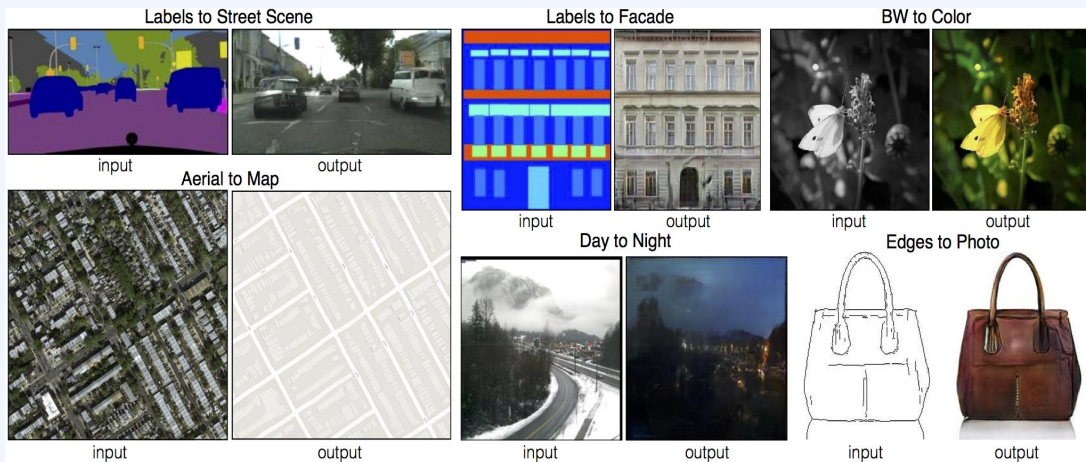 Labels to Street Scene
input
output
Labels to Facade
input
output
BW to Color
input
output
Aerial to Map
input
output
Day to Night
input
output
Edges to Photo
input
output